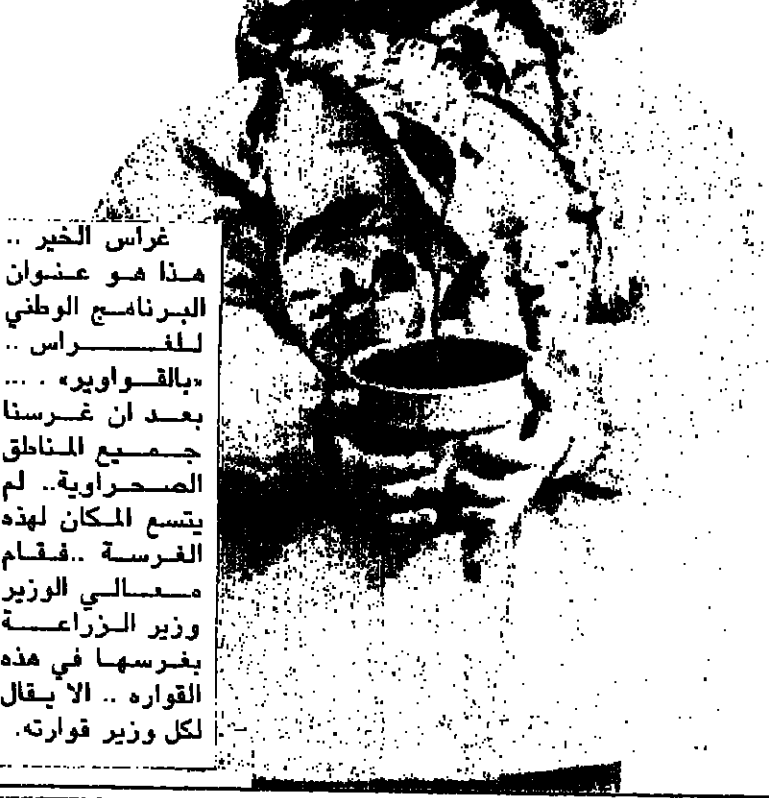 غراس الخير ..
هذا هو عنوان
البرنامج الوطني
للغراس ..
«بالقواوير» . ...
بعد ان غرسنا
جميع المناطق
الصحراوية.. لم
يتسع المكان لهذه
الغرسة ..فقام
معالي الوزير
وزير الزراعة
بغرسها في هذه
القواره .. الا يقال
لكل وزير قوارته.